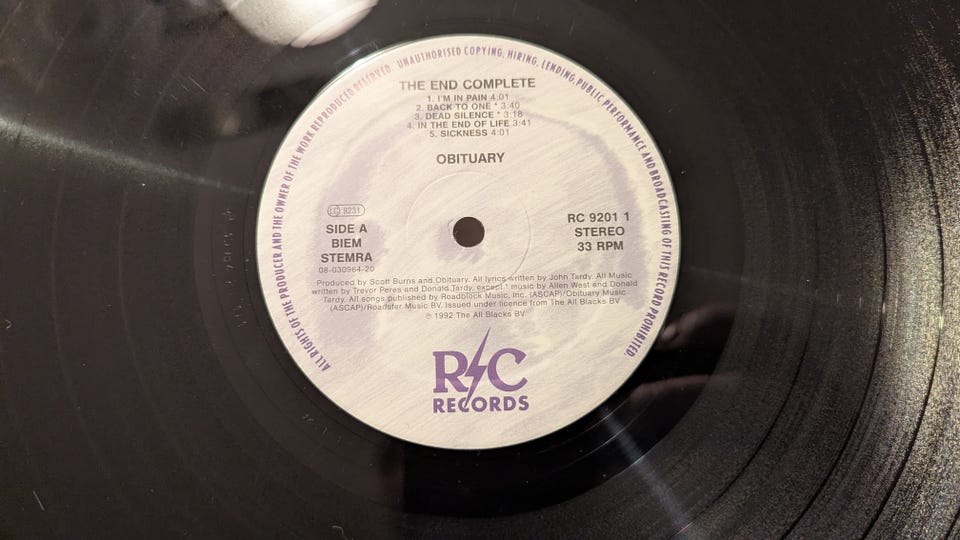 ALL RIGHTS OF THE PRODUCER AND THE OWNER OF THE WORK REPRODUCED RESERVED. UNAUTHORISED COPYING, HIRING, LENDING, PUBLIC PERFORMANCE AND BROADCASTING OF THIS RECORD PROHIBITED.
THE END COMPLETE
1. I'M IN PAIN 4:01
2. BACK TO ONE * 3:40
3. DEAD SILENCE * 3:18
4. IN THE END OF LIFE 3:41
5. SICKNESS 4:01
OBITUARY
LC 9231
SIDE A
BIEM
STEMRA
08-030964-20
RC 9201 1
STEREO
33 RPM
Produced by Scott Burns and Obituary. All lyrics written by John Tardy. All Music
written by Trevor Peres and Donald Tardy, except * music by Allen West and Donald
Tardy. All songs published by Roadblock Music, Inc. (ASCAP)/Obituary Music
(ASCAP)/Roadster Music BV. Issued under licence from The All Blacks BV
℗ 1992 The All Blacks BV
RC
RECORDS